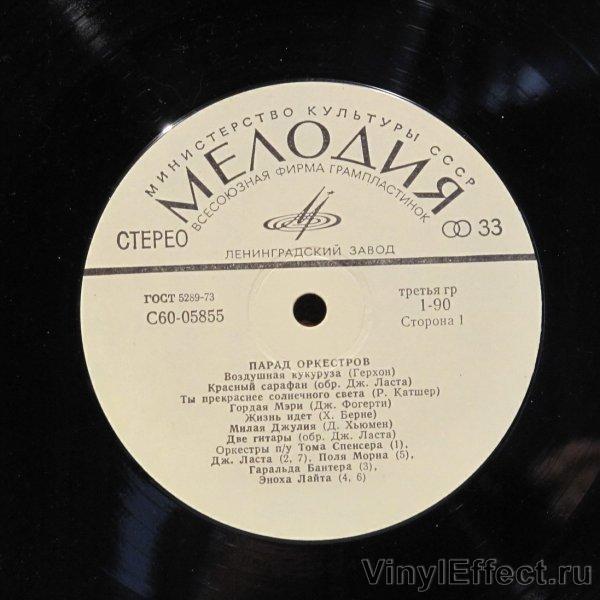 МИНИСТЕРСТВО КУЛЬТУРЫ СССР
МЕЛОДИЯ
ВСЕСОЮЗНАЯ ФИРМА ГРАМПЛАСТИНОК
СТЕРЕО
33
ЛЕНИНГРАДСКИЙ ЗАВОД
ГОСТ 5289-73
третья гр
С60-05855
1-90
Сторона 1
ПАРАД ОРКЕСТРОВ
Воздушная кукуруза (Герхон)
Красный сарафан (обр. Дж. Ласта)
Ты прекраснее солнечного света (Р. Катшер)
Гордая Мэри (Дж. Фогерти)
Жизнь идет (Х. Берне)
Милая Джулия (Д. Хьюмен)
Две гитары (обр. Дж. Ласта)
Оркестры п/у Тома Спенсера (1),
Дж. Ласта (2, 7), Поля Мориа (5),
Гаральда Бантера (3),
Эноха Лайта (4, 6)
VinylEffect.ru